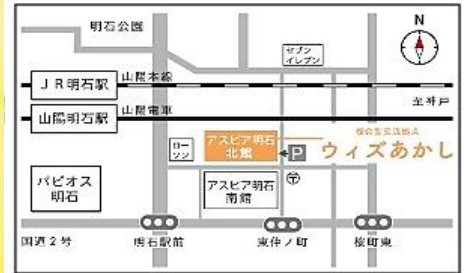 明石公園
N
セブン
イレブン
JR明石駅
山陽本線
至神戸
山陽明石駅
山陽電車
ロー
ソン
アスピア明石
北館
P
複合型交流拠点
ウィズあかし
パピオス
明石
アスピア明石
南館
〒
国道2号
明石駅前
東仲ノ町
桜町東